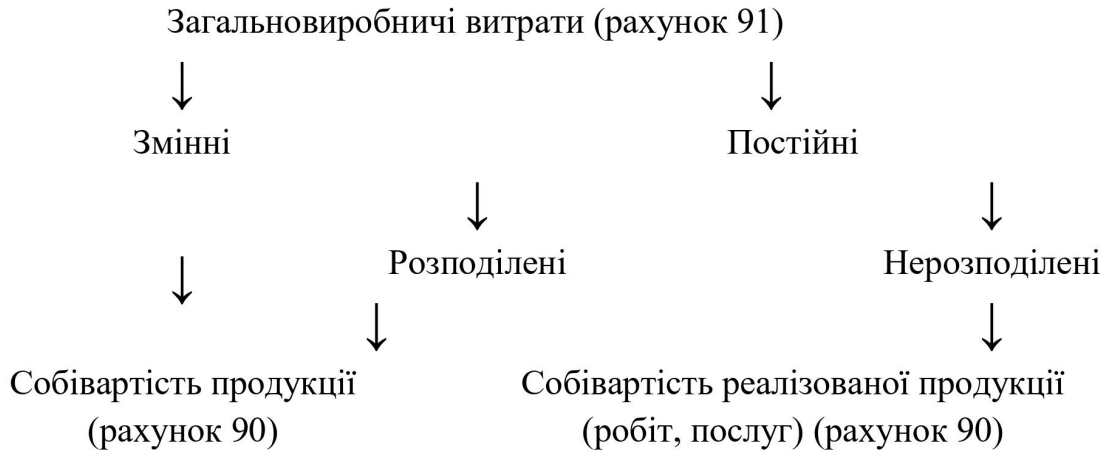 Загальновиробничі витрати (рахунок 91)
Змінні Постійні
Розподілені Нерозподілені
Собівартість продукції Собівартість реалізованої продукції
(рахунок 90) (робіт, послуг) (рахунок 90)